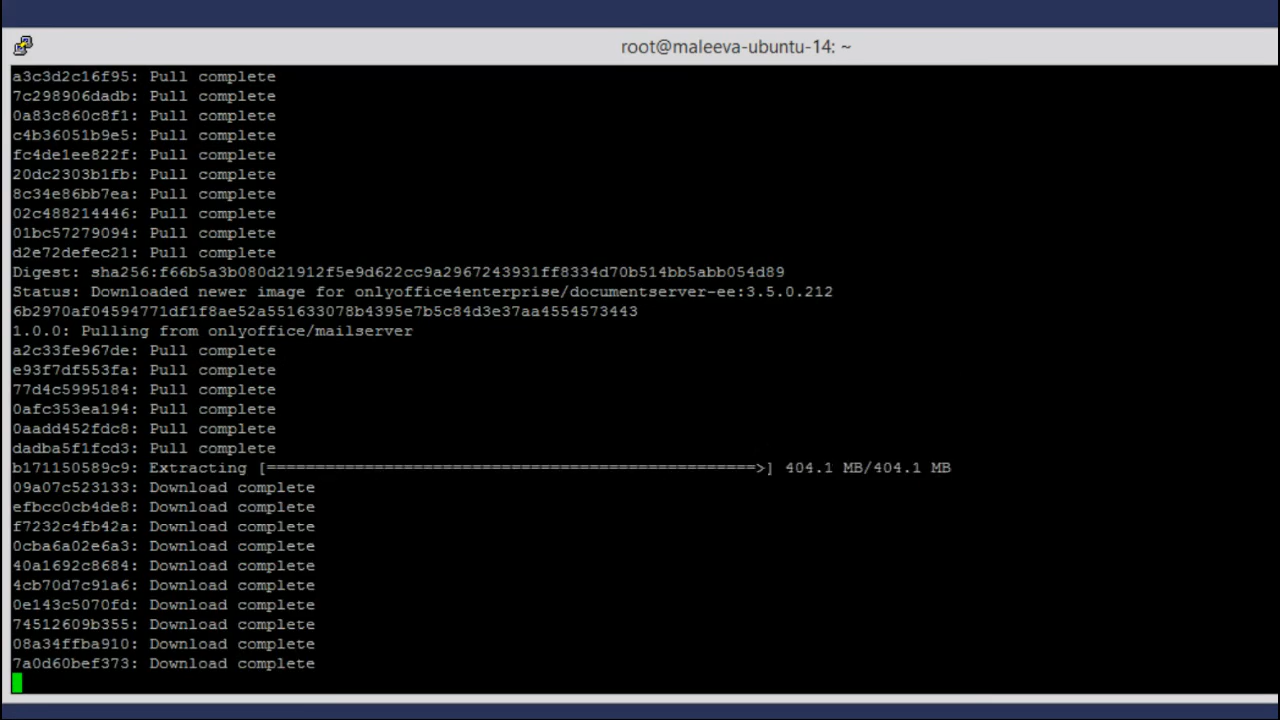 root@maleeva-ubuntu-14: ~
a3c3d2c16f95: Pull complete
7c298906dadb: Pull complete
0a83c860c8f1: Pull complete
c4b36051b9e5: Pull complete
fc4de1ee822f: Pull complete
20dc2303b1fb: Pull complete
8c34e86bb7ea: Pull complete
02c488214446: Pull complete
01bc57279094: Pull complete
d2e72defec21: Pull complete
Digest: sha256:f66b5a3b080d21912f5e9d622cc9a2967243931ff8334d70b514bb5abb054d89
Status: Downloaded newer image for onlyoffice4enterprise/documentserver-ee:3.5.0.212
6b2970af04594771df1f8ae52a551633078b4395e7b5c84d3e37aa4554573443
1.0.0: Pulling from onlyoffice/mailserver
a2c33fe967de: Pull complete
e93f7df553fa: Pull complete
77d4c5995184: Pull complete
0afc353ea194: Pull complete
0aadd452fdc8: Pull complete
dadba5f1fcd3: Pull complete
b171150589c9: Extracting [==================================================>] 404.1 MB/404.1 MB
09a07c523133: Download complete
efbcc0cb4de8: Download complete
f7232c4fb42a: Download complete
0cba6a02e6a3: Download complete
40a1692c8684: Download complete
4cb70d7c91a6: Download complete
0e143c5070fd: Download complete
74512609b355: Download complete
08a34ffba910: Download complete
7a0d60bef373: Download complete